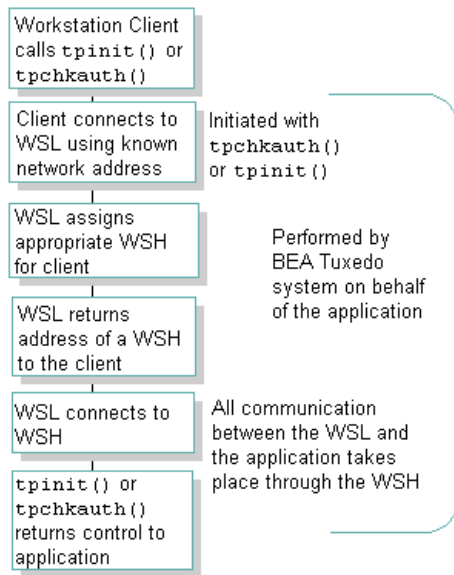 Workstation Client
calls tpinit() or
tpchkauth()
Client connects to
WSL using known
network address
Initiated with
tpchkauth()
or tpinit()
WSL assigns
appropriate WSH
for client
Performed by
BEA Tuxedo
system on behalf
of the application
WSL returns
address of a WSH
to the client
WSL connects to
WSH
All communication
between the WSL and
the application takes
place through the WSH
tpinit() or
tpchkauth()
returns control to
application